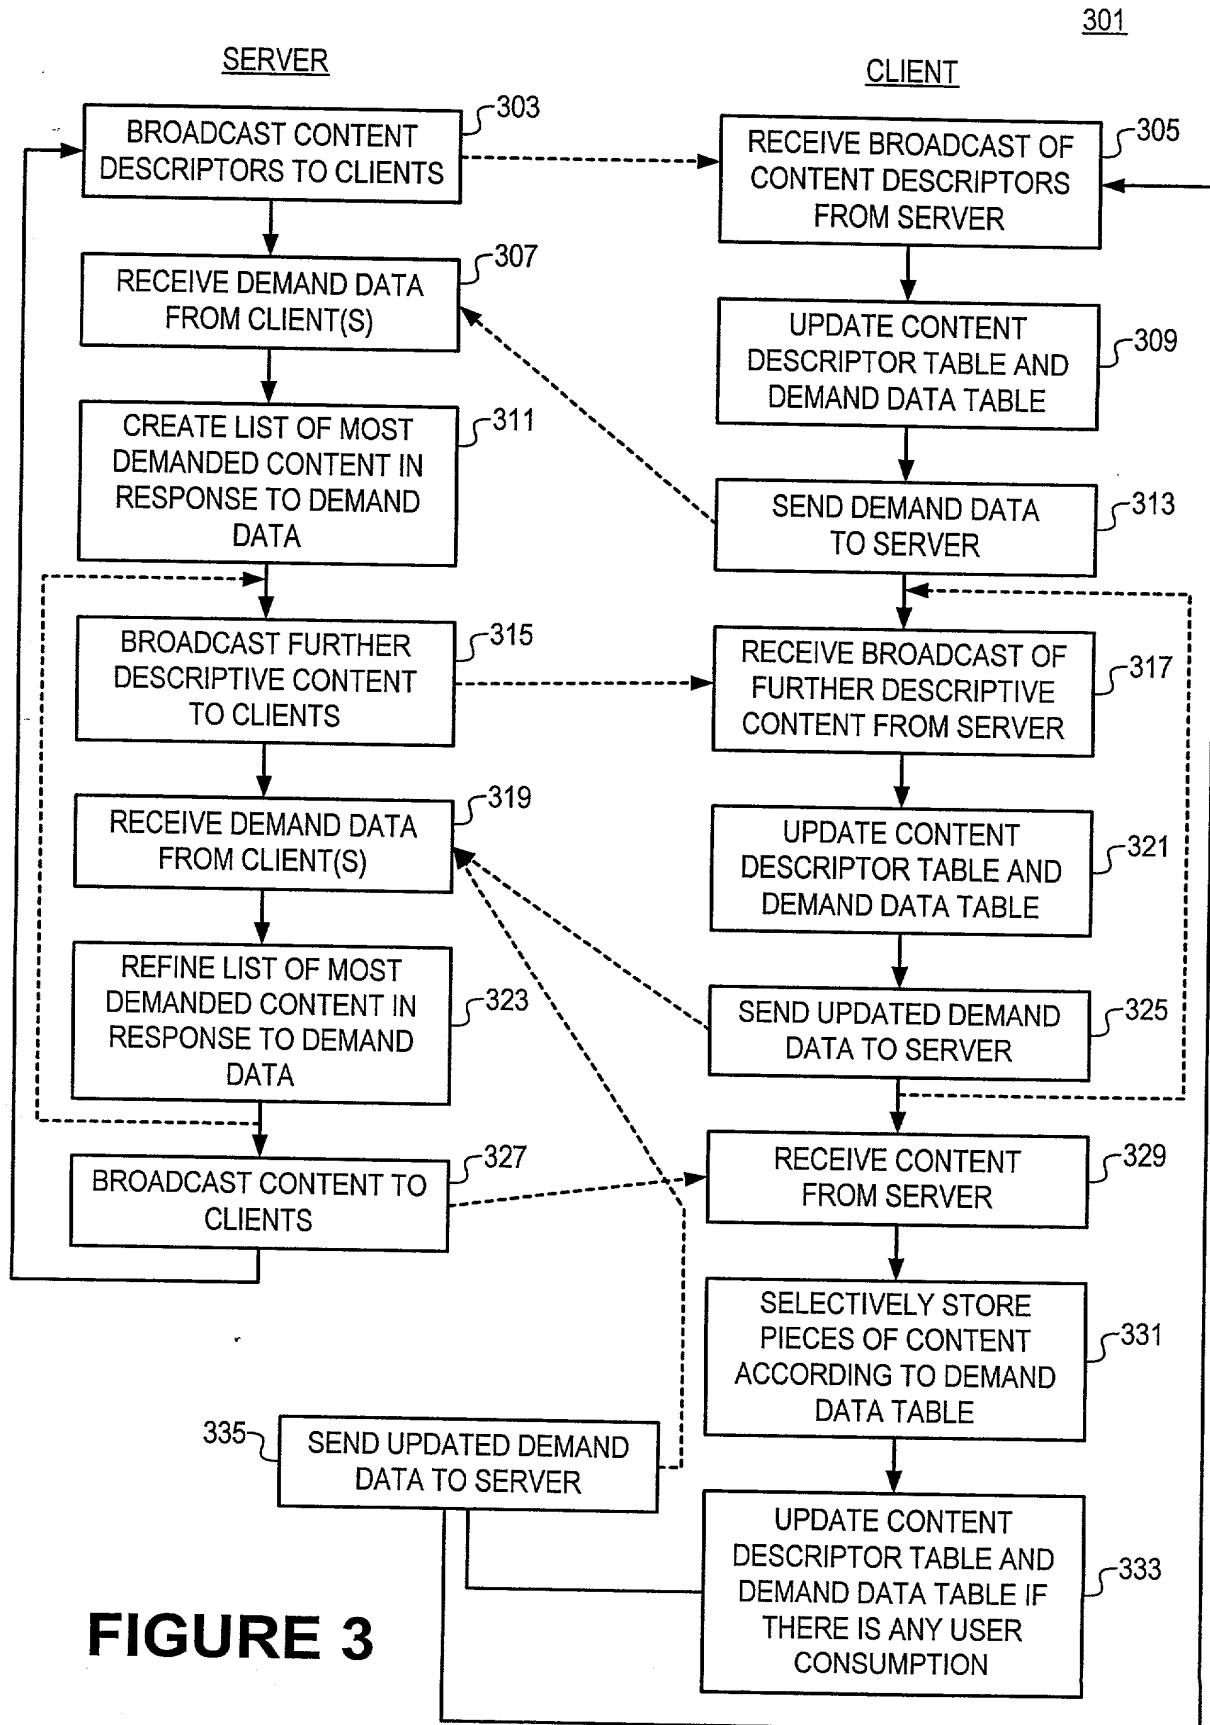 301
SERVER
CLIENT
BROADCAST CONTENT
DESCRIPTORS TO CLIENTS
303
RECEIVE BROADCAST OF
CONTENT DESCRIPTORS
FROM SERVER
305
RECEIVE DEMAND DATA
FROM CLIENT(S)
307
UPDATE CONTENT
DESCRIPTOR TABLE AND
DEMAND DATA TABLE
309
CREATE LIST OF MOST
DEMANDED CONTENT IN
RESPONSE TO DEMAND
DATA
311
SEND DEMAND DATA
TO SERVER
313
BROADCAST FURTHER
DESCRIPTIVE CONTENT
TO CLIENTS
315
RECEIVE BROADCAST OF
FURTHER DESCRIPTIVE
CONTENT FROM SERVER
317
RECEIVE DEMAND DATA
FROM CLIENT(S)
319
UPDATE CONTENT
DESCRIPTOR TABLE AND
DEMAND DATA TABLE
321
REFINE LIST OF MOST
DEMANDED CONTENT IN
RESPONSE TO DEMAND
DATA
323
SEND UPDATED DEMAND
DATA TO SERVER
325
BROADCAST CONTENT TO
CLIENTS
327
RECEIVE CONTENT
FROM SERVER
329
SELECTIVELY STORE
PIECES OF CONTENT
ACCORDING TO DEMAND
DATA TABLE
331
335
SEND UPDATED DEMAND
DATA TO SERVER
UPDATE CONTENT
DESCRIPTOR TABLE AND
DEMAND DATA TABLE IF
THERE IS ANY USER
CONSUMPTION
333
FIGURE 3